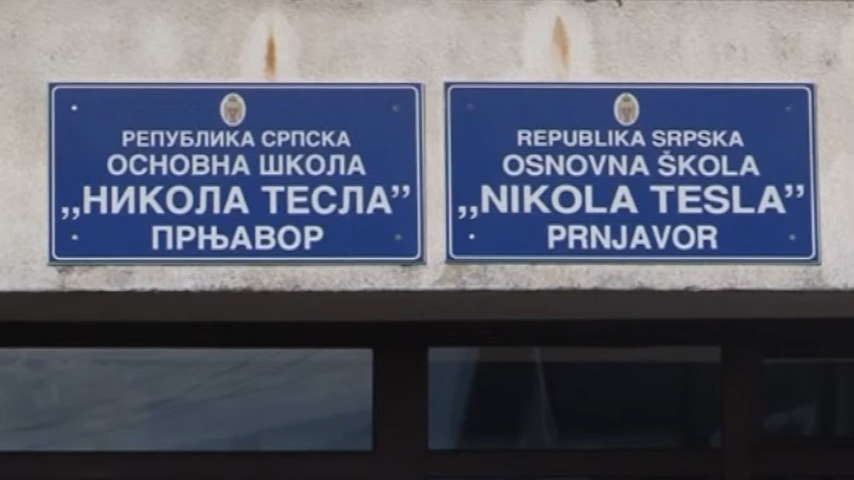 РЕПУБЛИКА СРПСКА
ОСНОВНА ШКОЛА
„НИКОЛА ТЕСЛА”
ПРЊАВОР
REPUBLIKA SRPSKA
OSNOVNA ŠKOLA
„NIKOLA TESLA”
PRNJAVOR